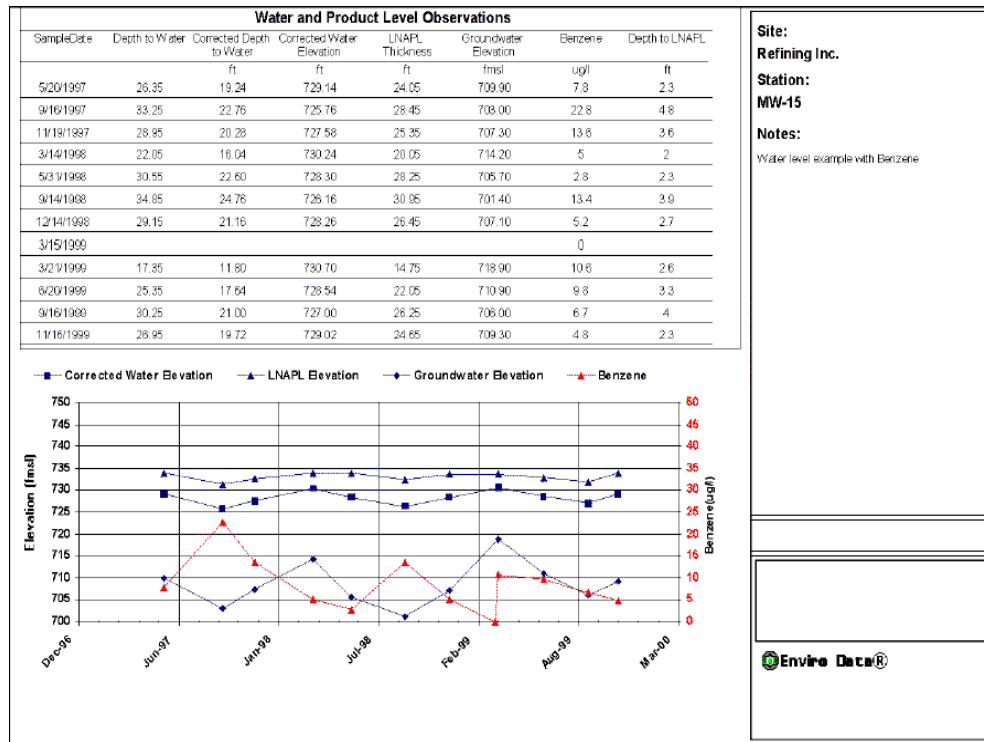 Water and Product Level Observations
SampleDate Depth to Water Corrected Depth to Water Corrected Water Elevation LNAPL Thickness Groundwater Elevation Benzene Depth to LNAPL
ft ft ft fmsl ug/l ft
5/20/1997 26.35 19.24 729.14 24.05 709.90 7.8 2.3
9/16/1997 33.25 22.76 725.76 28.45 703.00 22.8 4.8
11/19/1997 28.95 20.28 727.58 25.35 707.30 13.6 3.6
3/14/1998 22.05 16.04 730.24 20.05 714.20 5 2
5/31/1998 30.55 22.60 728.30 28.25 705.70 2.8 2.3
9/14/1998 34.85 24.76 726.16 30.95 701.40 13.4 3.9
12/14/1998 29.15 21.16 728.26 26.45 707.10 5.2 2.7
3/15/1999 0
3/21/1999 17.35 11.80 730.70 14.75 718.90 10.6 2.6
6/20/1999 25.35 17.64 728.54 22.05 710.90 9.8 3.3
9/16/1999 30.25 21.00 727.00 26.25 706.00 6.7 4
11/16/1999 26.95 19.72 729.02 24.65 709.30 4.8 2.3
Corrected Water Elevation LNAPL Elevation Groundwater Elevation Benzene
Elevation (fmsl)
750
745
740
735
730
725
720
715
710
705
700
50
45
40
35
30
25
20
15
10
5
0
Benzene(ug/l)
Dec-96 Jun-97 Jan-98 Jul-98 Feb-99 Aug-99 Mar-00
Site:
Refining Inc.
Station:
MW-15
Notes:
Water level example with Benzene
Enviro Data®